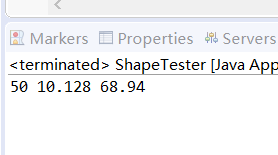 Markers Properties Servers
<terminated> ShapeTester [Java App
50 10.128 68.94